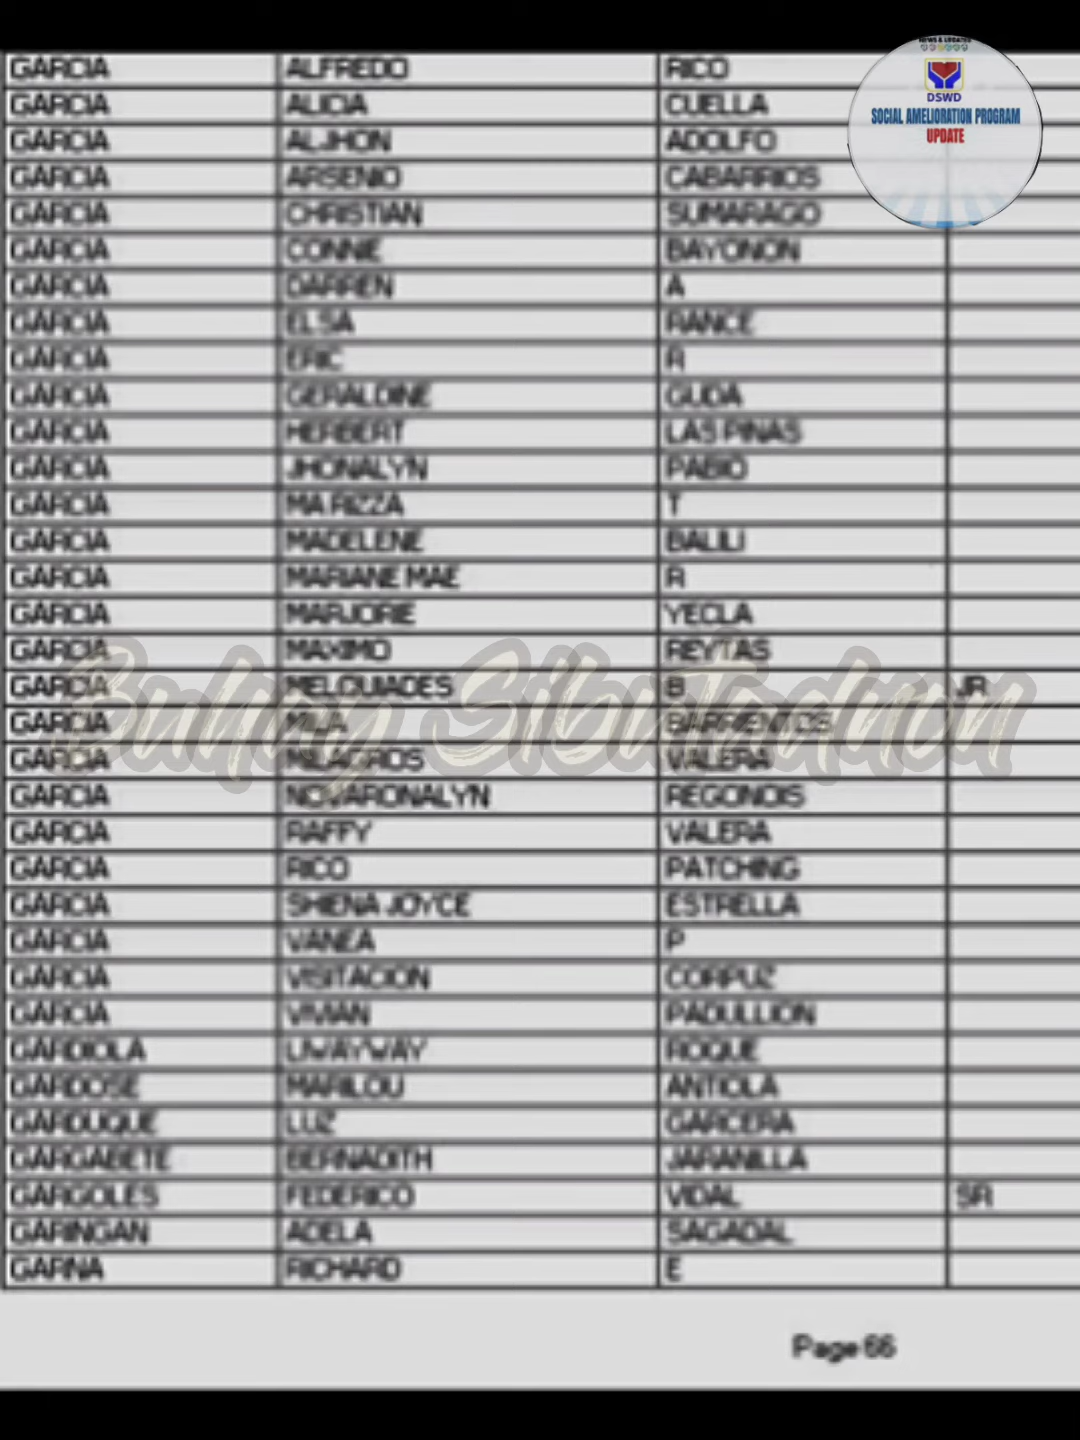 NEWS & UPDATES
DSWD
SOCIAL AMELIORATION PROGRAM
UPDATE
GARCIA ALFREDO RICO
GARCIA ALICIA CUELLA
GARCIA ALJHON ADOLFO
GARCIA ARSENIO CABARRIOS
GARCIA CHRISTIAN SUMARAGO
GARCIA CONNIE BAYONON
GARCIA DARREN A
GARCIA ELSA RANCE
GARCIA ERIC R
GARCIA GERALDINE GUDA
GARCIA HERBERT LAS PINAS
GARCIA JHONALYN PABIO
GARCIA MA RIZZA T
GARCIA MADELENE BALILI
GARCIA MARIANE MAE R
GARCIA MARJORIE YECLA
GARCIA MAXIMO REYTAS
GARCIA MELQUIADES B JR
GARCIA MILA BARRIENTOS
GARCIA MILAGROS VALERA
GARCIA NOVARONALYN REGONDIS
GARCIA RAFFY VALERA
GARCIA RICO PATCHING
GARCIA SHIENA JOYCE ESTRELLA
GARCIA VANEA P
GARCIA VISITACION CORPUZ
GARCIA VIVIAN PADULLION
GARDIOLA LIWAYWAY ROQUE
GARDOSE MARILOU ANTIOLA
GARDUQUE LUZ GARCERA
GARGABETE BERNADITH JARANILLA
GARGOLES FEDERICO VIDAL SR
GARINGAN ADELA SAGADAL
GARNA RICHARD E
Buhay SibuTadmen
Page 66